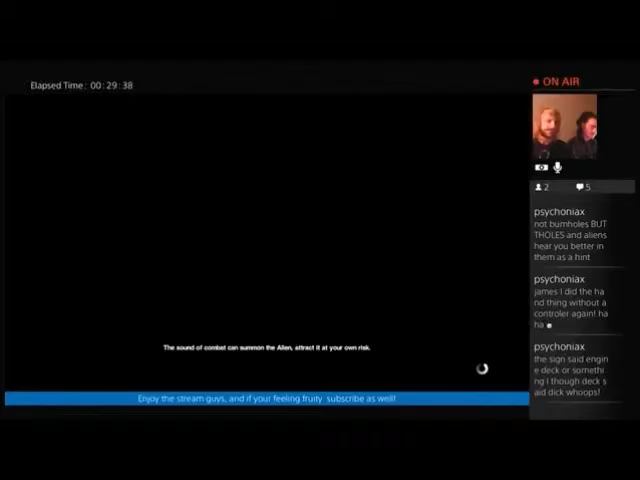 Elapsed Time: 00:29:38
ON AIR
2
5
psychoniax
not bumholes BUT
THOLES and aliens
hear you better in
them as a hint
psychoniax
james I did the ha
nd thing without a
controler again! ha
ha
psychoniax
the sign said engin
e deck or somethi
ng I though deck s
aid dick whoops!
The sound of combat can summon the Alien, attract it at your own risk.
Enjoy the stream guys, and if your feeling fruity subscribe as well!